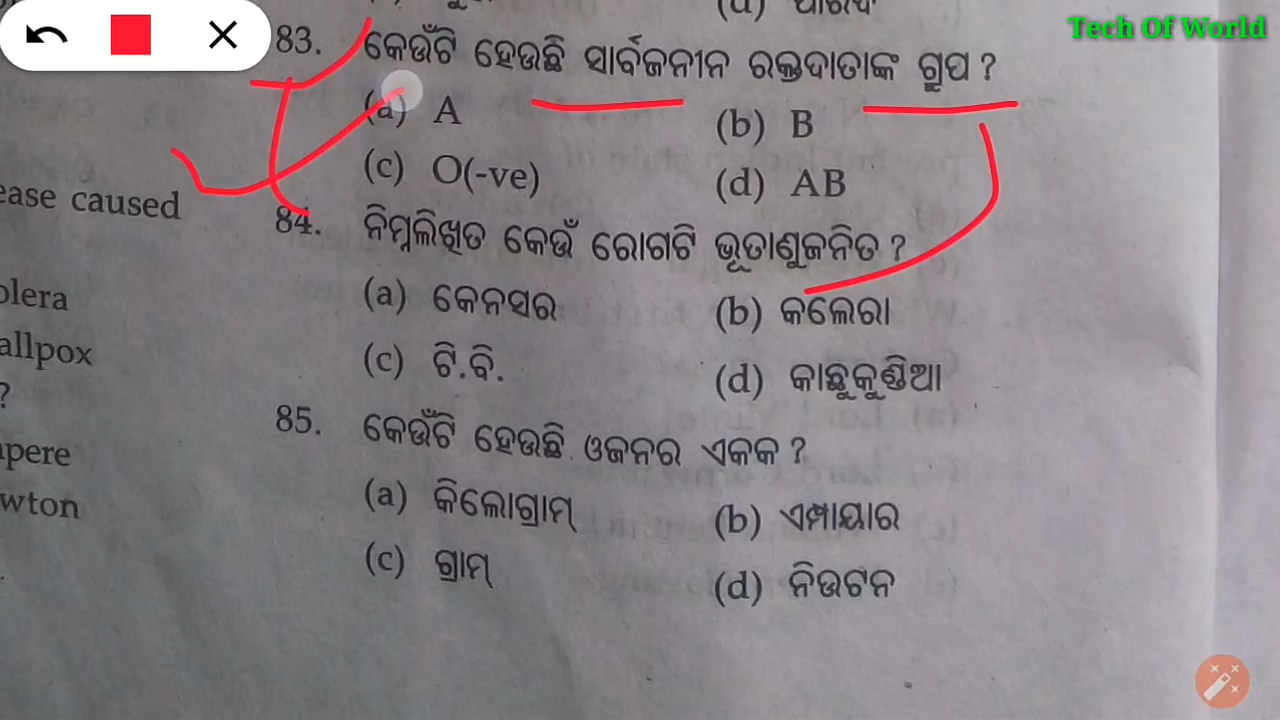 Tech Of World
83. କେଉଁଟି ହେଉଛି ସାର୍ବଜନୀନ ରକ୍ତଦାତାଙ୍କ ଗ୍ରୁପ ?
(a) A (b) B
(c) O(-ve) (d) AB
ease caused
84. ନିମ୍ନଲିଖିତ କେଉଁ ରୋଗଟି ଭୂତାଣୁଜନିତ ?
olera
(a) କେନସର (b) କଲେରା
allpox
(c) ଟି.ବି. (d) କାଛୁକୁଣ୍ଡିଆ
?
85. କେଉଁଟି ହେଉଛି ଓଜନର ଏକକ ?
pere
(a) କିଲୋଗ୍ରାମ୍ (b) ଏମ୍ପାୟାର
wton
(c) ଗ୍ରାମ୍ (d) ନିଉଟନ